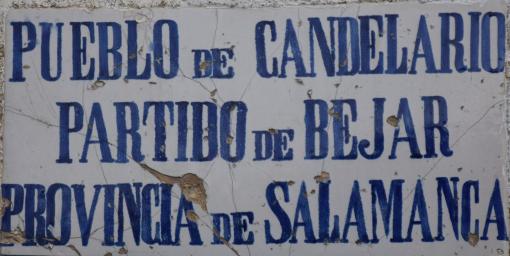 PUEBLO DE CANDELARIO
PARTIDO DE BEJAR
PROVINCIA DE SALAMANCA